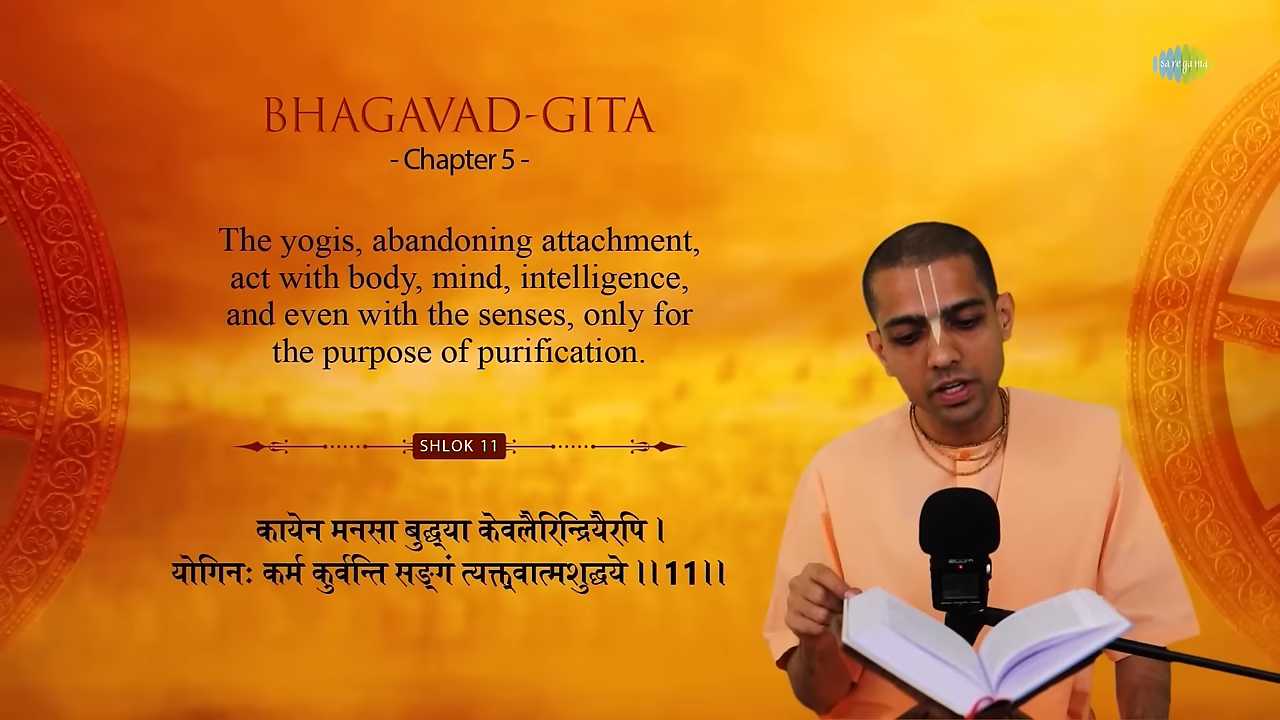 saregama
BHAGAVAD-GITA
- Chapter 5 -
The yogis, abandoning attachment,
act with body, mind, intelligence,
and even with the senses, only for
the purpose of purification.
SHLOK 11
कायेन मनसा बुद्ध्या केवलैरिन्द्रियैरपि ।
योगिनः कर्म कुर्वन्ति सङ्गं त्यक्त्वात्मशुद्धये ।। 11।।
zoom